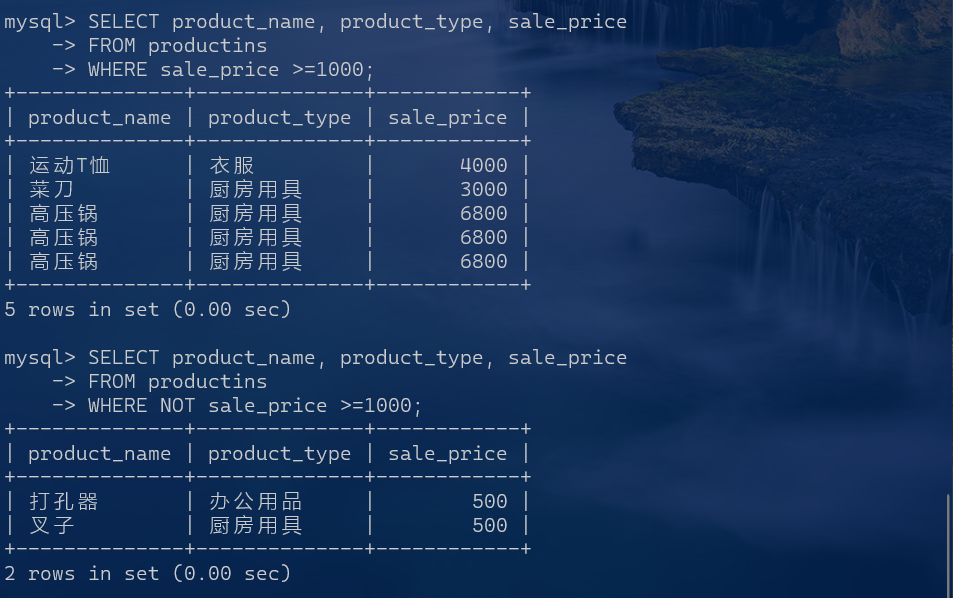 mysql> SELECT product_name, product_type, sale_price
    -> FROM productins
    -> WHERE sale_price >=1000;
+--------------+--------------+------------+
| product_name | product_type | sale_price |
+--------------+--------------+------------+
| 运动T恤      | 衣服         |       4000 |
| 菜刀         | 厨房用具     |       3000 |
| 高压锅       | 厨房用具     |       6800 |
| 高压锅       | 厨房用具     |       6800 |
| 高压锅       | 厨房用具     |       6800 |
+--------------+--------------+------------+
5 rows in set (0.00 sec)

mysql> SELECT product_name, product_type, sale_price
    -> FROM productins
    -> WHERE NOT sale_price >=1000;
+--------------+--------------+------------+
| product_name | product_type | sale_price |
+--------------+--------------+------------+
| 打孔器       | 办公用品     |        500 |
| 叉子         | 厨房用具     |        500 |
+--------------+--------------+------------+
2 rows in set (0.00 sec)